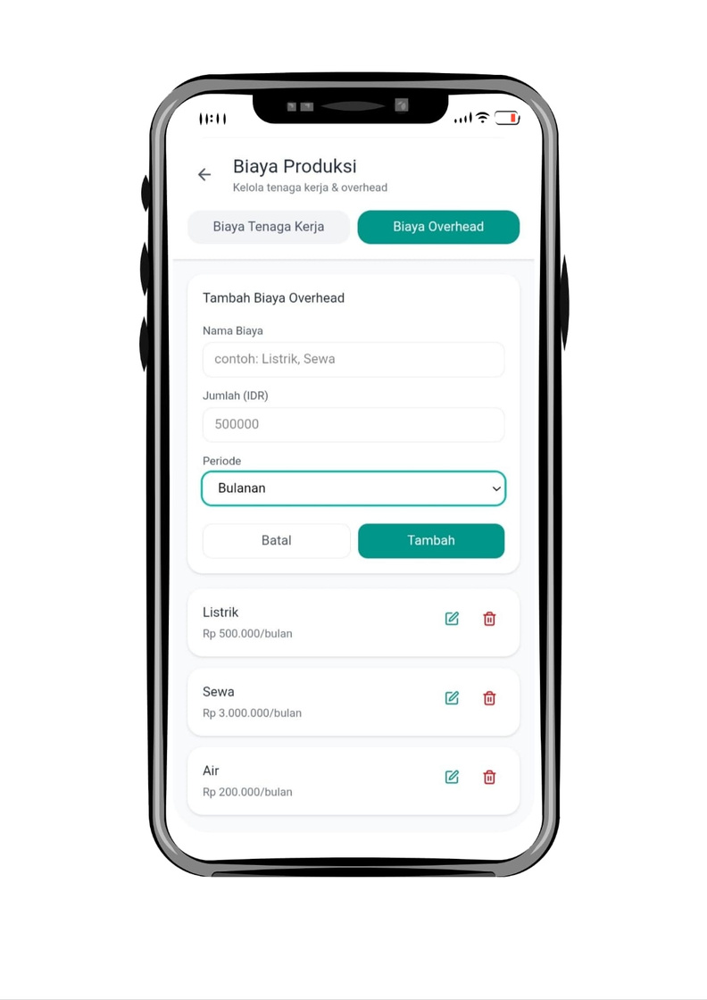 11:11
Biaya Produksi
Kelola tenaga kerja & overhead
Biaya Tenaga Kerja
Biaya Overhead
Tambah Biaya Overhead
Nama Biaya
contoh: Listrik, Sewa
Jumlah (IDR)
500000
Periode
Bulanan
Batal
Tambah
Listrik
Rp 500.000/bulan
Sewa
Rp 3.000.000/bulan
Air
Rp 200.000/bulan